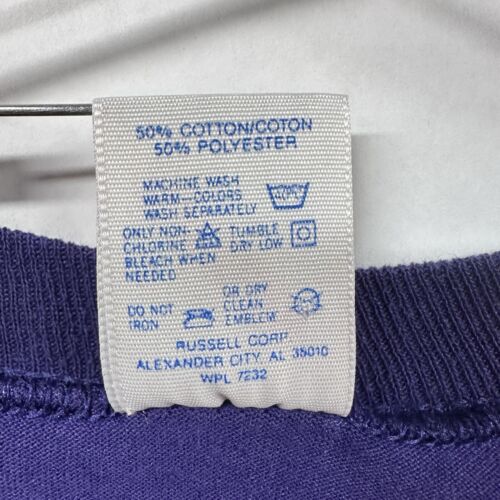 50% COTTON/COTON
50% POLYESTER
MACHINE WASH
WARM-COLORS
WASH SEPARATELY
ONLY NON-
CHLORINE
BLEACH WHEN
NEEDED
TUMBLE
DRY LOW
DO NOT
IRON
OR DRY
CLEAN
EMBLEM
RUSSELL CORP
ALEXANDER CITY, AL 35010
WPL 7232